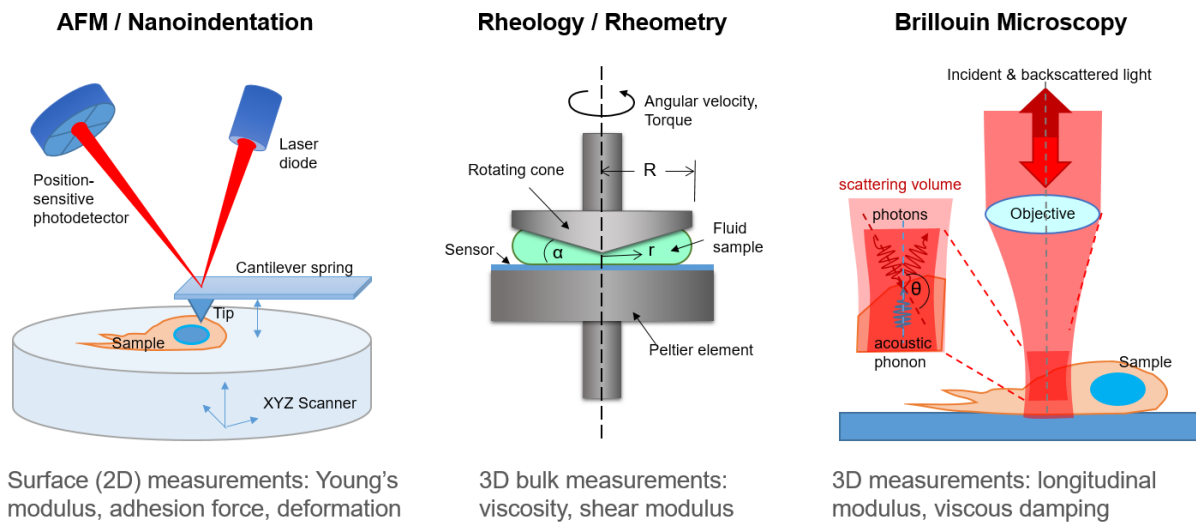 AFM / Nanoindentation
Position-
sensitive
photodetector
Laser
diode
Cantilever spring
Tip
Sample
XYZ Scanner
Surface (2D) measurements: Young's
modulus, adhesion force, deformation
Rheology / Rheometry
Angular velocity,
Torque
Rotating cone
R
Fluid
sample
Sensor
α
r
Peltier element
3D bulk measurements:
viscosity, shear modulus
Brillouin Microscopy
Incident & backscattered light
scattering volume
photons
Objective
θ
acoustic
phonon
Sample
3D measurements: longitudinal
modulus, viscous damping